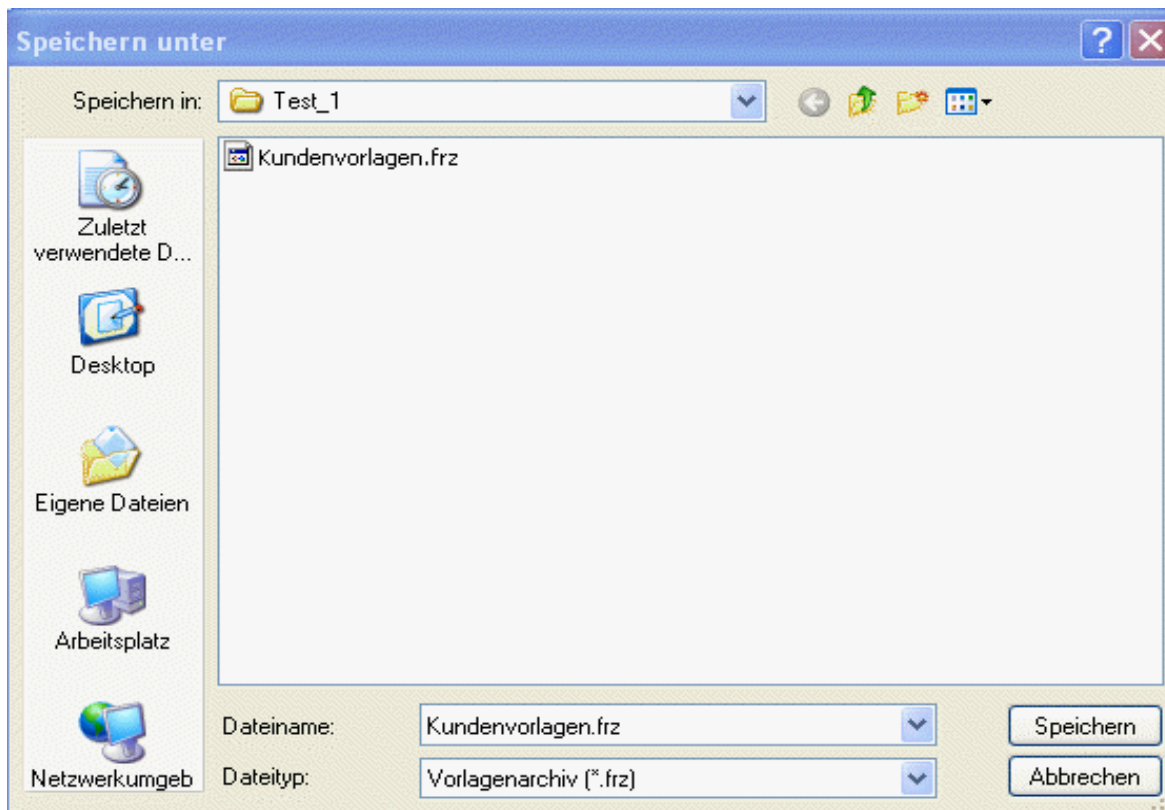 Speichern unter
Speichern in:
Test_1
Kundenvorlagen.frz
Zuletzt
verwendete D...
Desktop
Eigene Dateien
Arbeitsplatz
Netzwerkumgeb
Dateiname:
Kundenvorlagen.frz
Speichern
Dateityp:
Vorlagenarchiv (*.frz)
Abbrechen